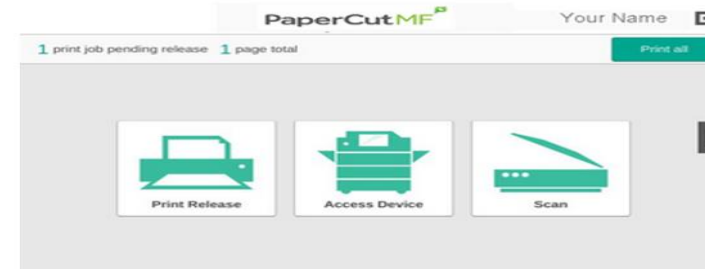 PaperCutMF
Your Name
1 print job pending release 1 page total
Print all
Print Release
Access Device
Scan